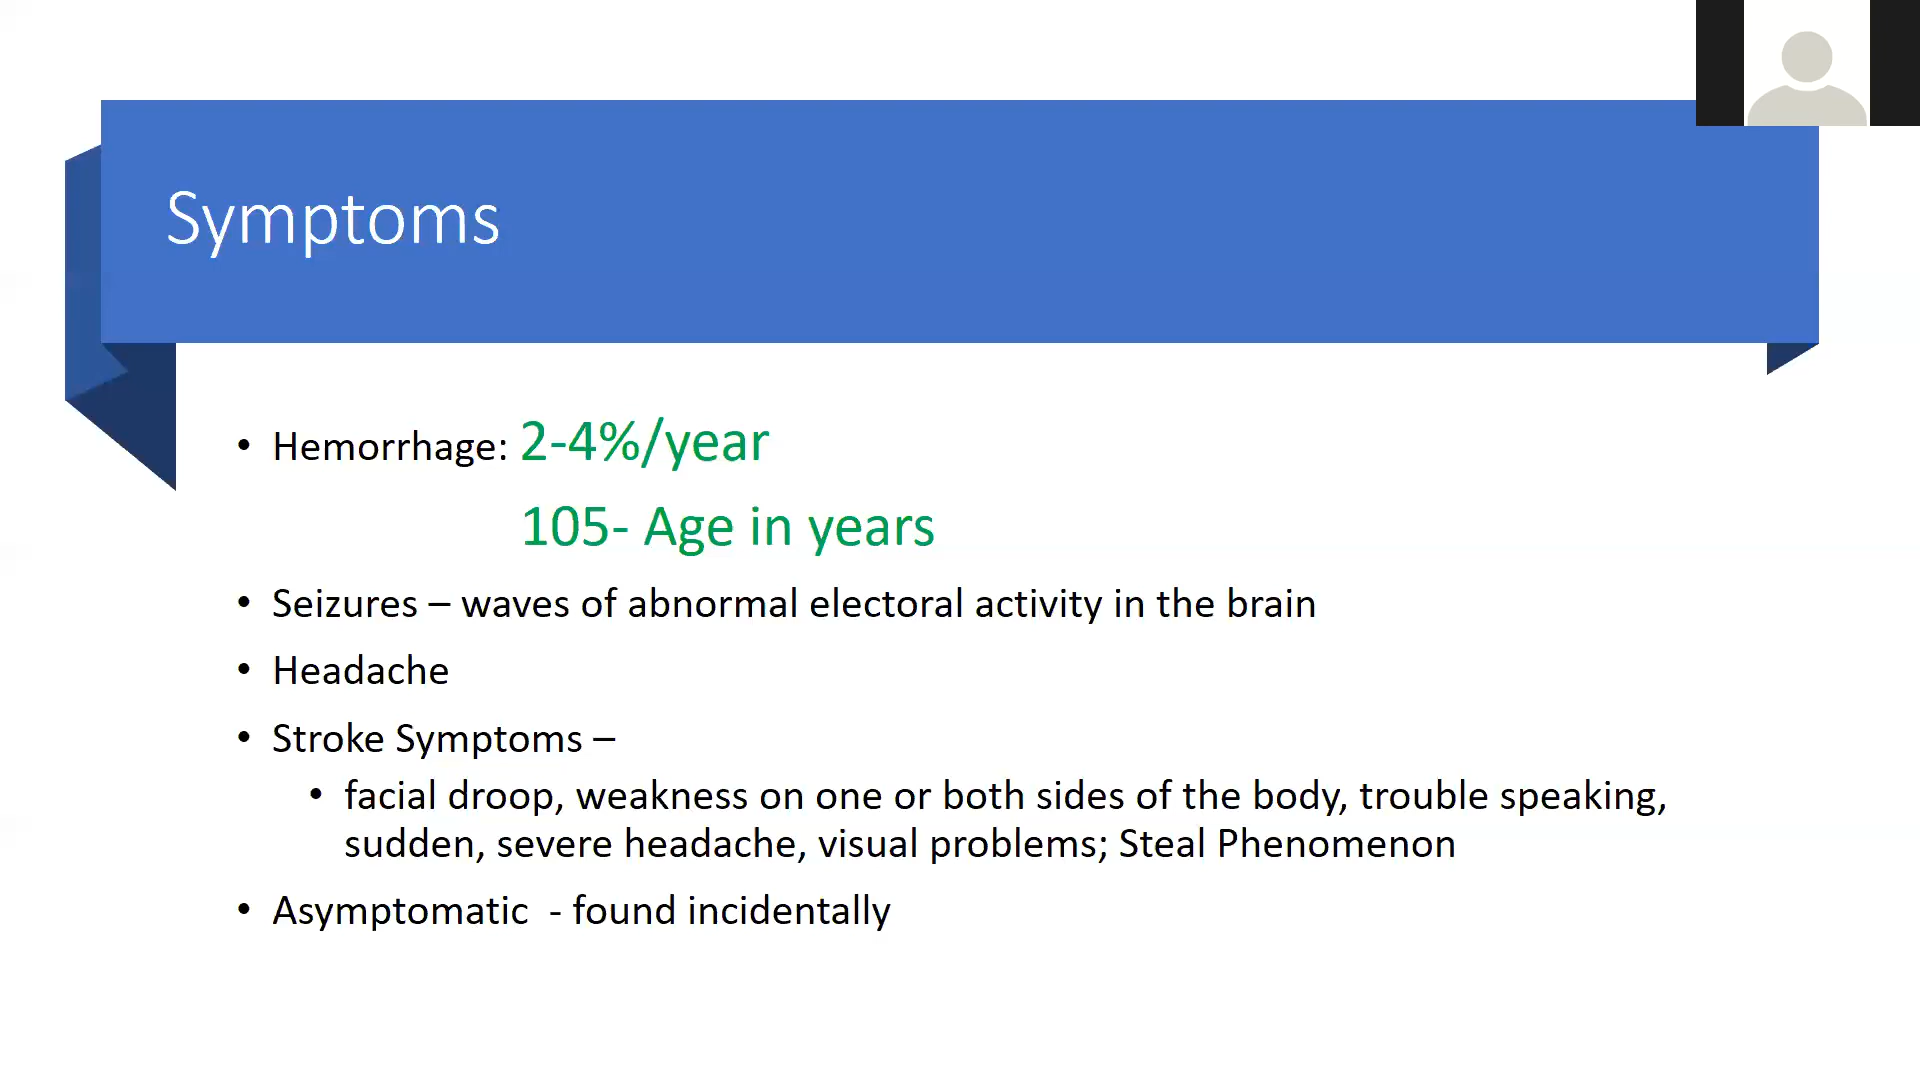 Symptoms
• Hemorrhage: 2-4%/year
105- Age in years
• Seizures – waves of abnormal electoral activity in the brain
• Headache
• Stroke Symptoms –
• facial droop, weakness on one or both sides of the body, trouble speaking,
sudden, severe headache, visual problems; Steal Phenomenon
• Asymptomatic  - found incidentally